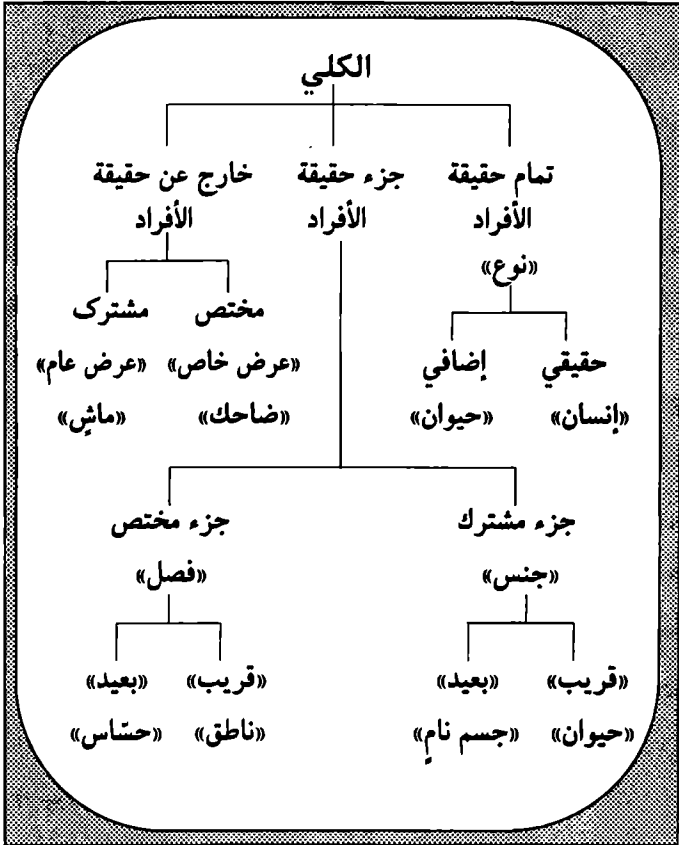 الكلي
تمام حقيقة جزء حقيقة خارج عن حقيقة
الأفراد الأفراد الأفراد
«نوع»
مختص مشترك
حقيقي إضافي «عرض خاص» «عرض عام»
«إنسان» «حيوان» «ضاحك» «ماشٍ»
جزء مشترك جزء مختص
«جنس» «فصل»
«قريب» «بعيد» «قريب» «بعيد»
«حيوان» «جسم نامٍ» «ناطق» «حسّاس»